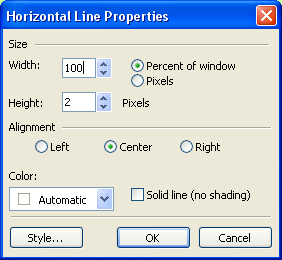 Horizontal Line Properties
Size
Width: 100 Percent of window
Pixels
Height: 2 Pixels
Alignment
Left Center Right
Color:
Automatic Solid line (no shading)
Style... OK Cancel